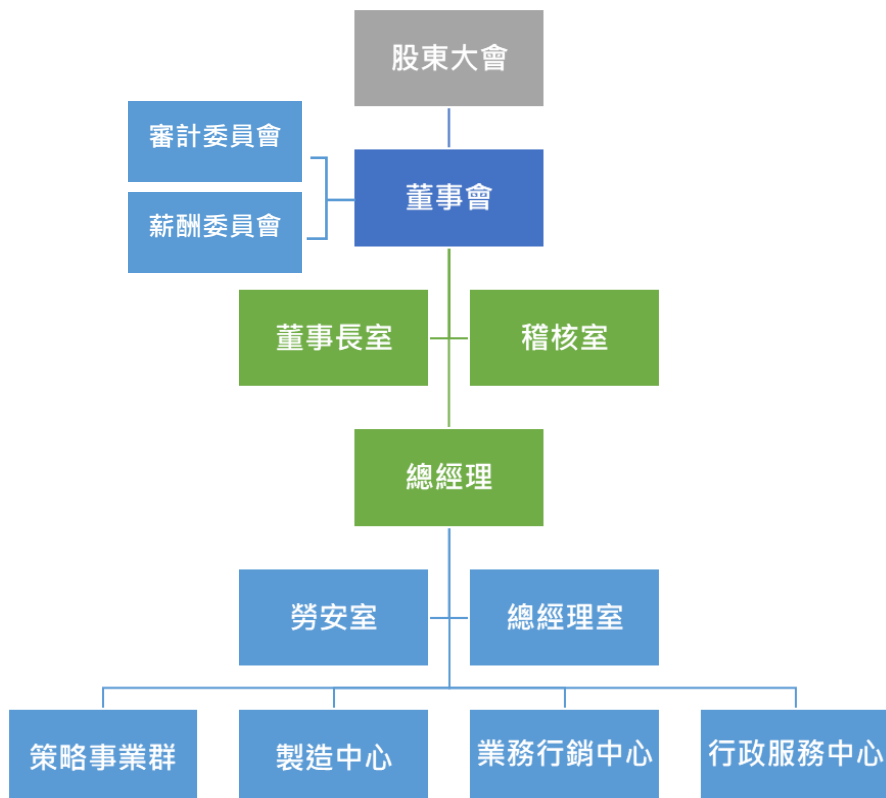 股東大會
審計委員會
董事會
薪酬委員會
董事長室
稽核室
總經理
勞安室
總經理室
策略事業群
製造中心
業務行銷中心
行政服務中心